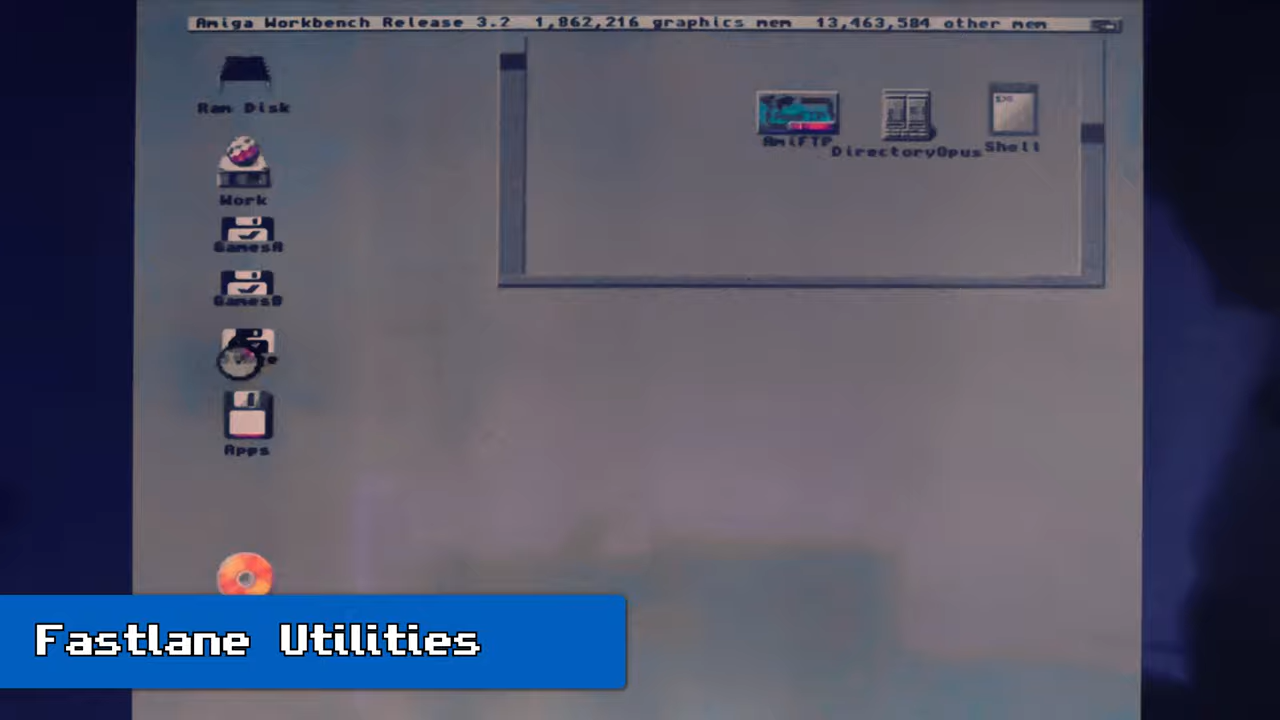 Amiga Workbench Release 3.2 1,862,216 graphics mem 13,463,584 other mem
Ram Disk
AmiFTP
DirectoryOpus
Shell
Work
GamesA
GamesB
Apps
Fastlane Utilities